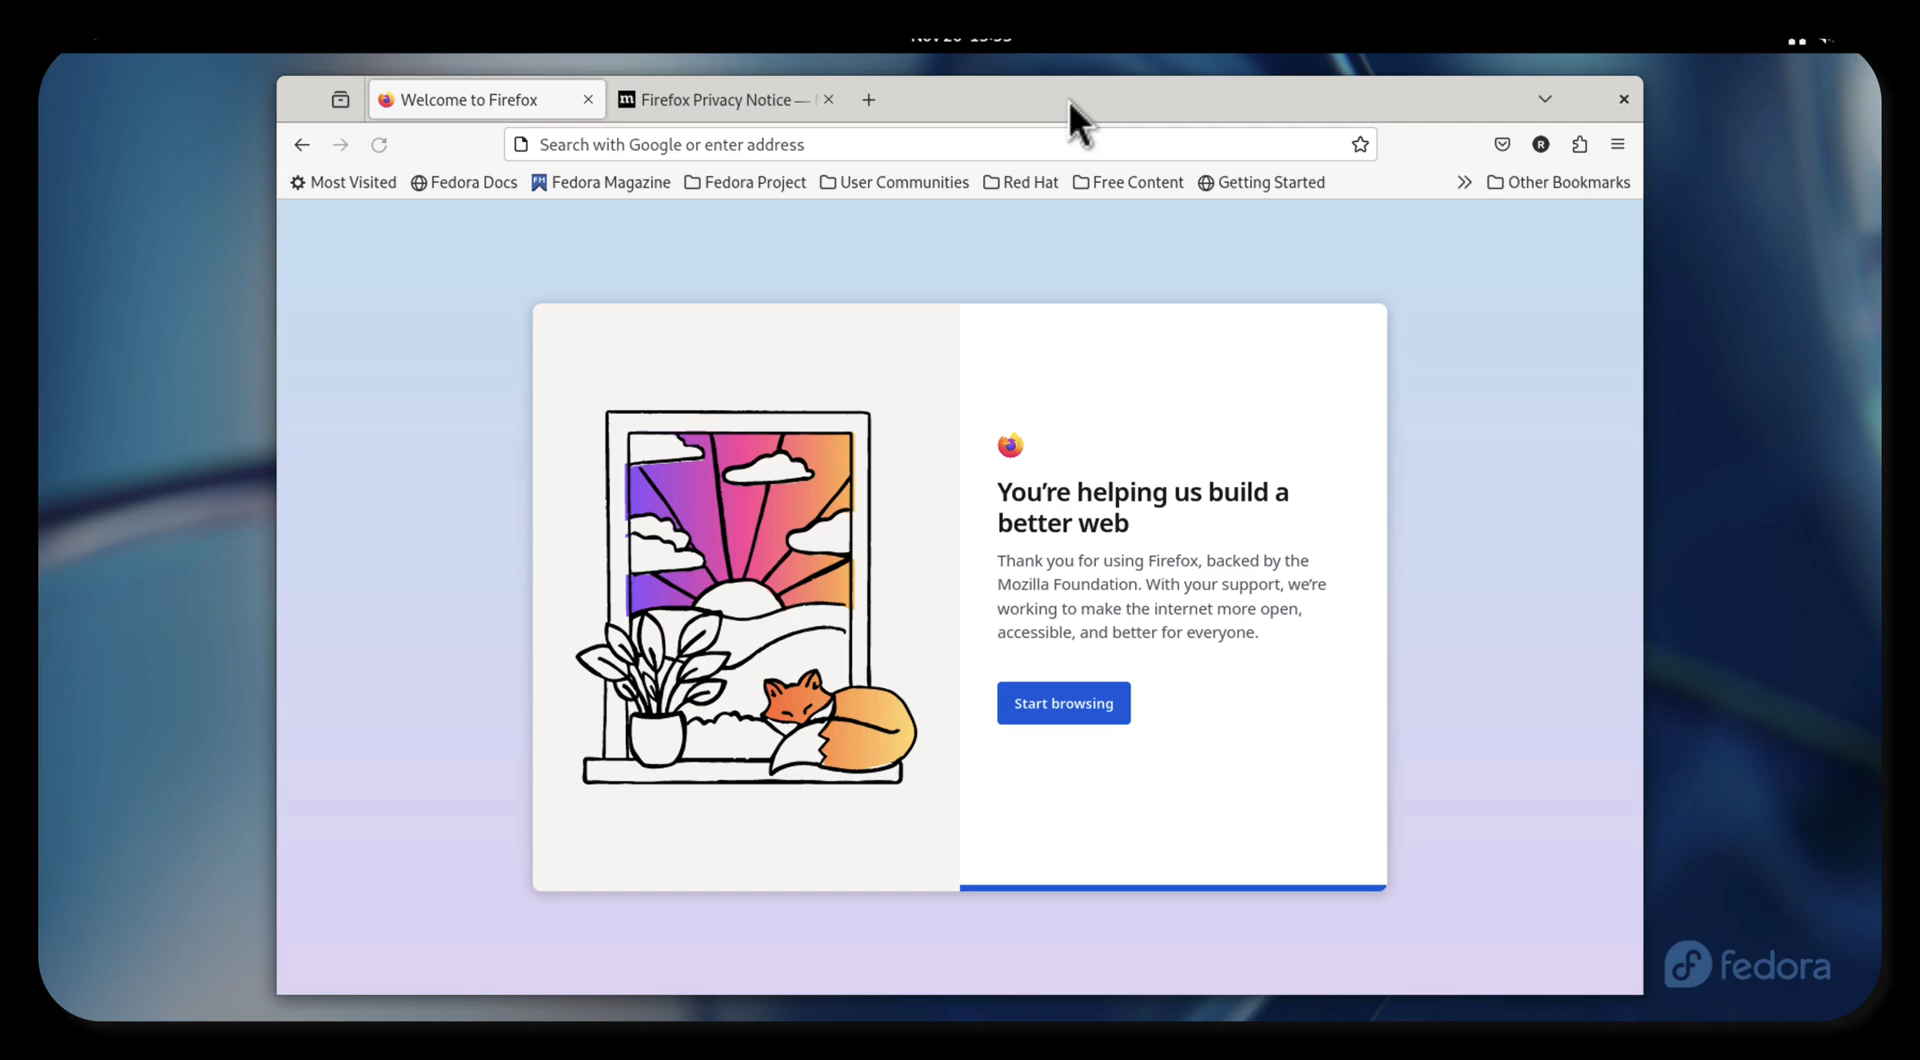 Welcome to Firefox
Firefox Privacy Notice —
Search with Google or enter address
R
Most Visited
Fedora Docs
FM
Fedora Magazine
Fedora Project
User Communities
Red Hat
Free Content
Getting Started
Other Bookmarks
You're helping us build a
better web
Thank you for using Firefox, backed by the
Mozilla Foundation. With your support, we're
working to make the internet more open,
accessible, and better for everyone.
Start browsing
fedora